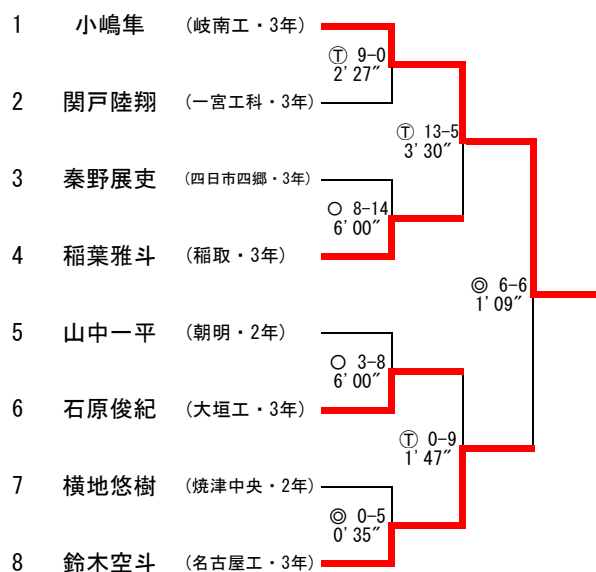 1 小嶋隼 (岐南工・3年)
Ⓣ 9-0
2'27"
2 関戸陸翔 (一宮工科・3年)
Ⓣ 13-5
3'30"
3 秦野展吏 (四日市四郷・3年)
○ 8-14
6'00"
4 稲葉雅斗 (稲取・3年)
◎ 6-6
1'09"
5 山中一平 (朝明・2年)
○ 3-8
6'00"
6 石原俊紀 (大垣工・3年)
Ⓣ 0-9
1'47"
7 横地悠樹 (焼津中央・2年)
◎ 0-5
0'35"
8 鈴木空斗 (名古屋工・3年)